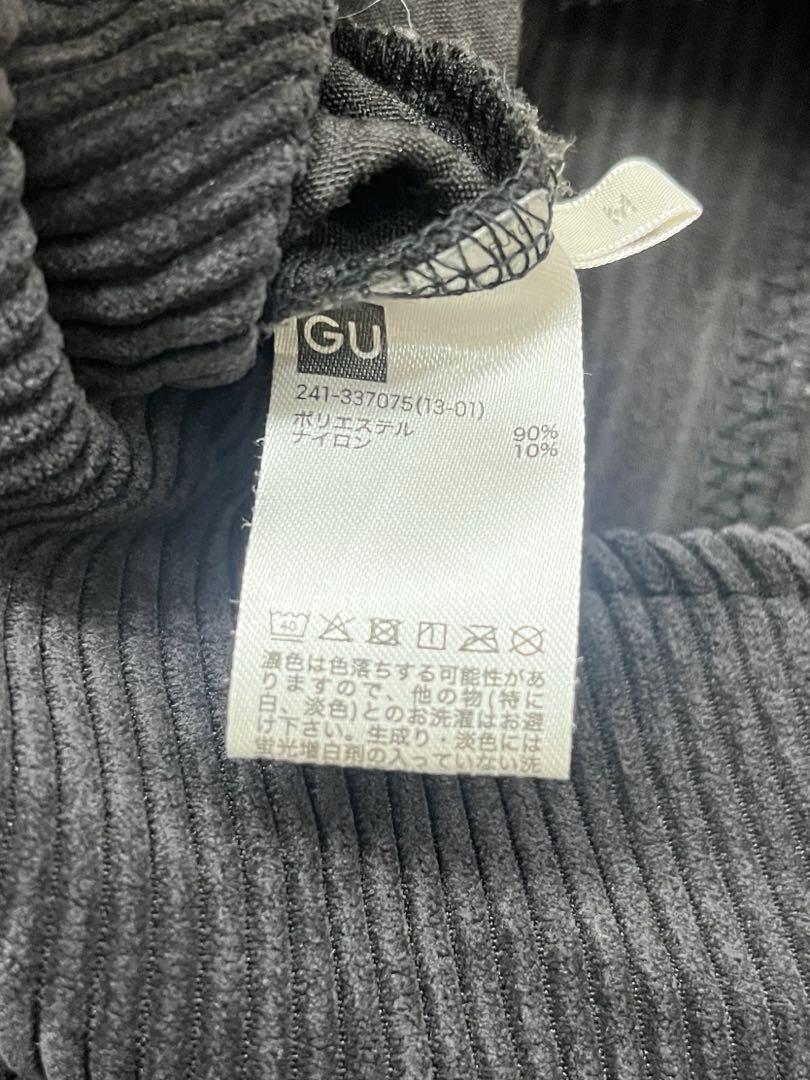 M
GU
241-337075(13-01)
ポリエステル 90%
ナイロン 10%
40
濃色は色落ちする可能性があ
りますので、他の物(特に
白、淡色)とのお洗濯はお避
け下さい。生成り・淡色には
蛍光増白剤の入っていない洗